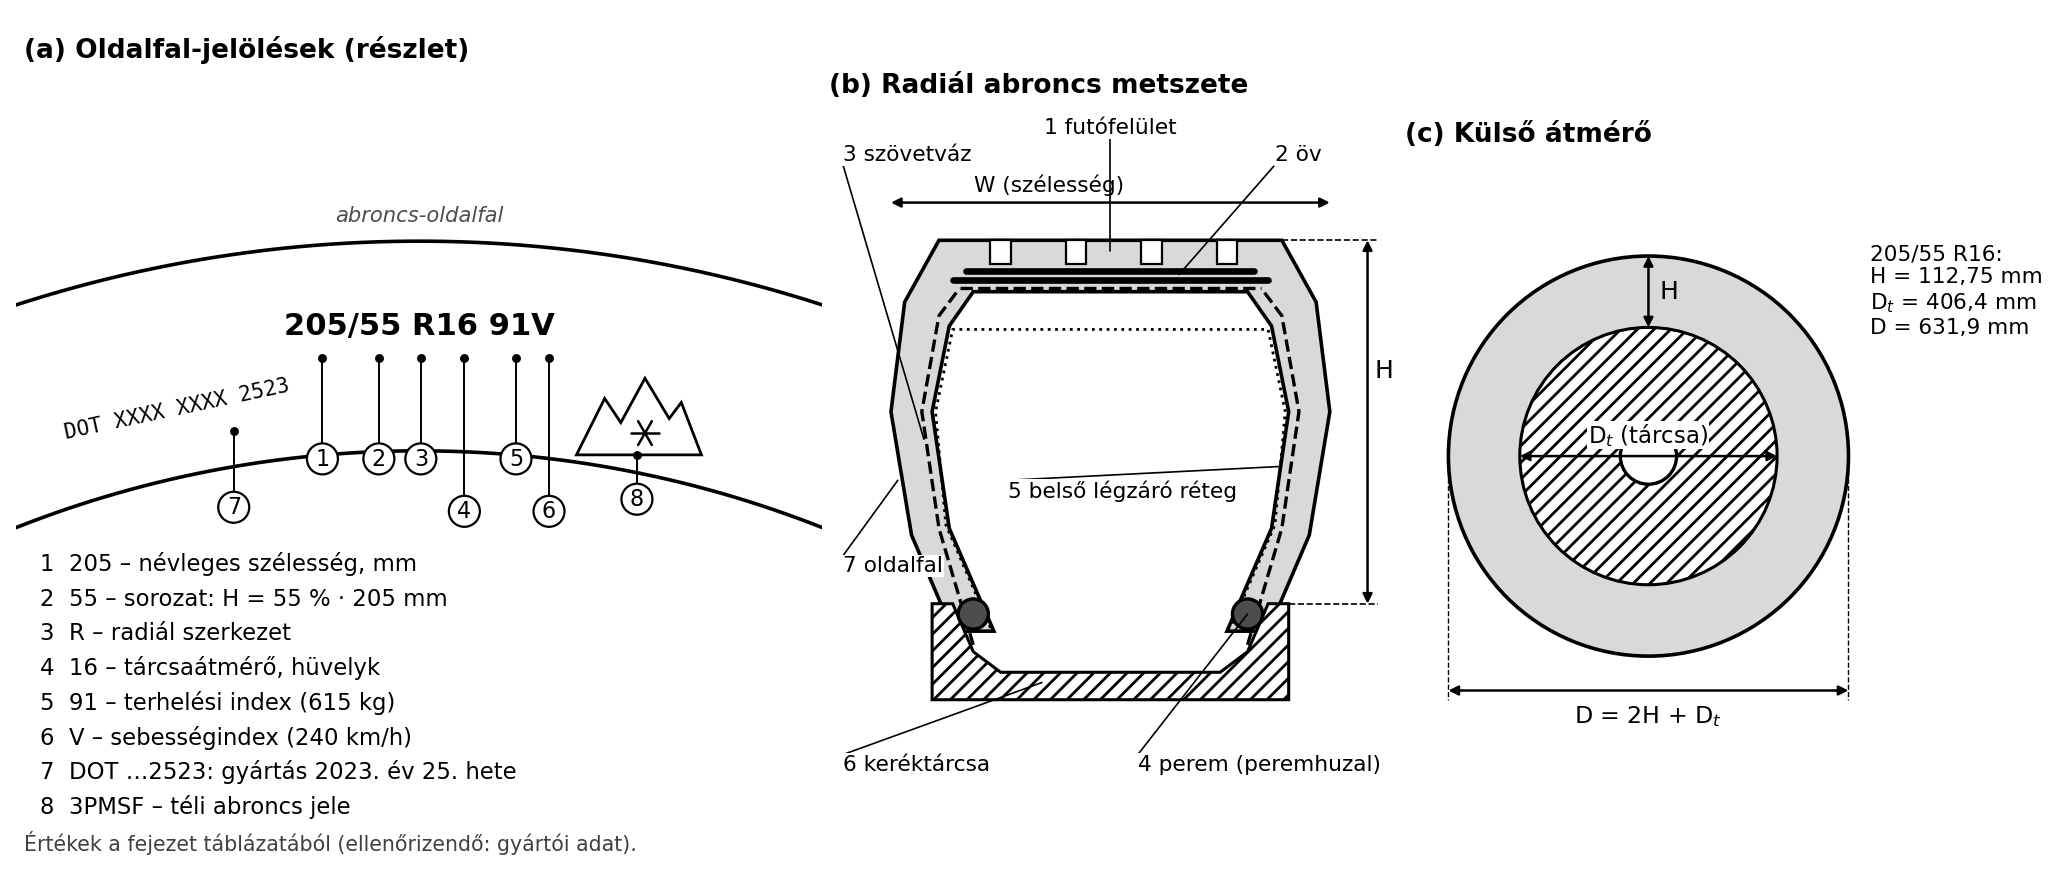 (a) Oldalfal-jelölések (részlet)
abroncs-oldalfal
205/55 R16 91V
DOT XXXX XXXX 2523
1 2 3 5
7 4 6 8
1 205 – névleges szélesség, mm
2 55 – sorozat: H = 55 % · 205 mm
3 R – radiál szerkezet
4 16 – tárcsaátmérő, hüvelyk
5 91 – terhelési index (615 kg)
6 V – sebességindex (240 km/h)
7 DOT …2523: gyártás 2023. év 25. hete
8 3PMSF – téli abroncs jele
Értékek a fejezet táblázatából (ellenőrizendő: gyártói adat).
(b) Radiál abroncs metszete
1 futófelület
3 szövetváz
2 öv
W (szélesség)
H
5 belső légzáró réteg
7 oldalfal
6 keréktárcsa
4 perem (peremhuzal)
(c) Külső átmérő
205/55 R16:
H = 112,75 mm
Dₜ = 406,4 mm
D = 631,9 mm
H
Dₜ (tárcsa)
D = 2H + Dₜ